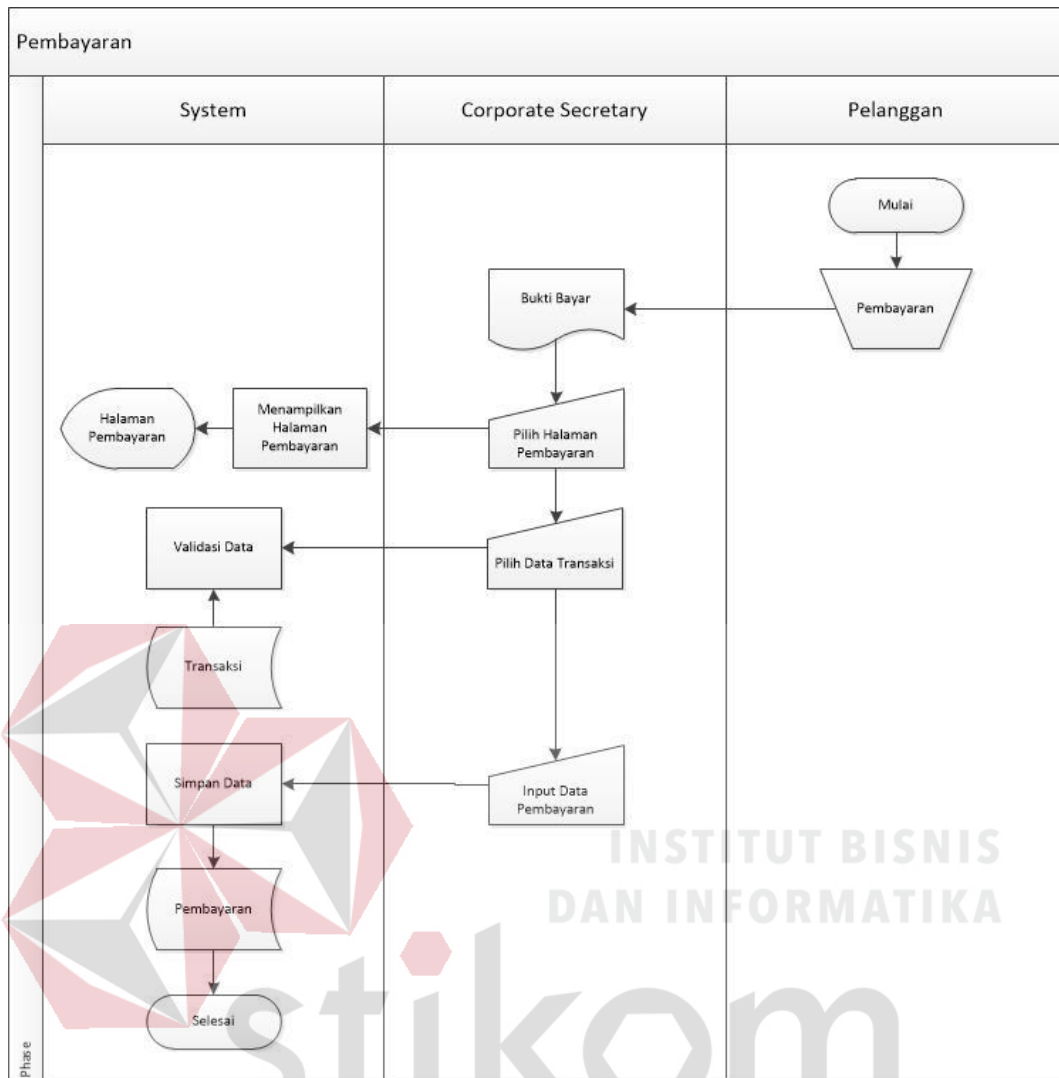 Pembayaran
System
Corporate Secretary
Pelanggan
Mulai
Bukti Bayar
Pembayaran
Halaman
Pembayaran
Menampilkan
Halaman
Pembayaran
Pilih Halaman
Pembayaran
Validasi Data
Pilih Data Transaksi
Transaksi
Simpan Data
Input Data
Pembayaran
INSTITUT BISNIS
DAN INFORMATIKA
Pembayaran
stikom
Selesai
Phase